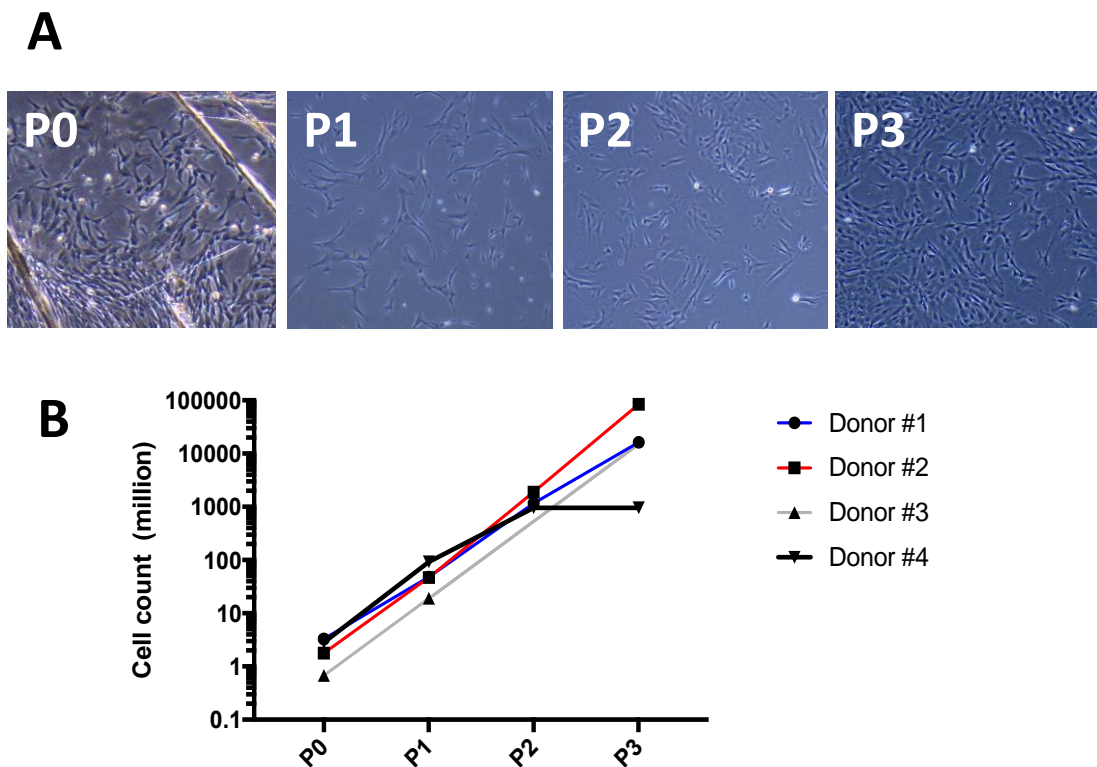 A
P0 P1 P2 P3
B
Cell count (million)
100000
10000
1000
100
10
1
0.1
P0 P1 P2 P3
Donor #1
Donor #2
Donor #3
Donor #4